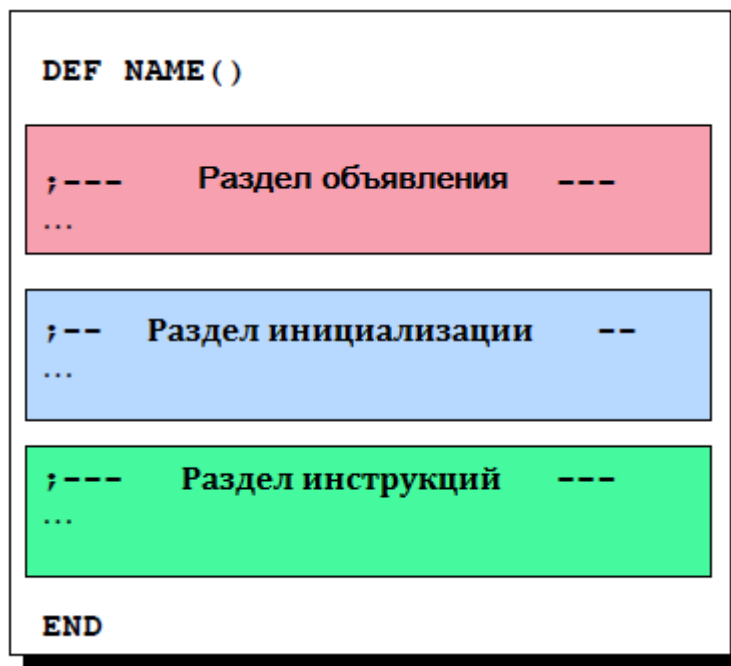 DEF NAME()
;--- Раздел объявления ---
...
;-- Раздел инициализации --
...
;--- Раздел инструкций ---
...
END